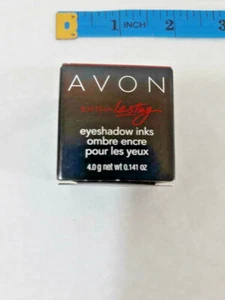 1 INCH 2 3
AVON
lasting
eyeshadow inks
ombre encre
pour les yeux
4.0 g net wt 0.141 oz